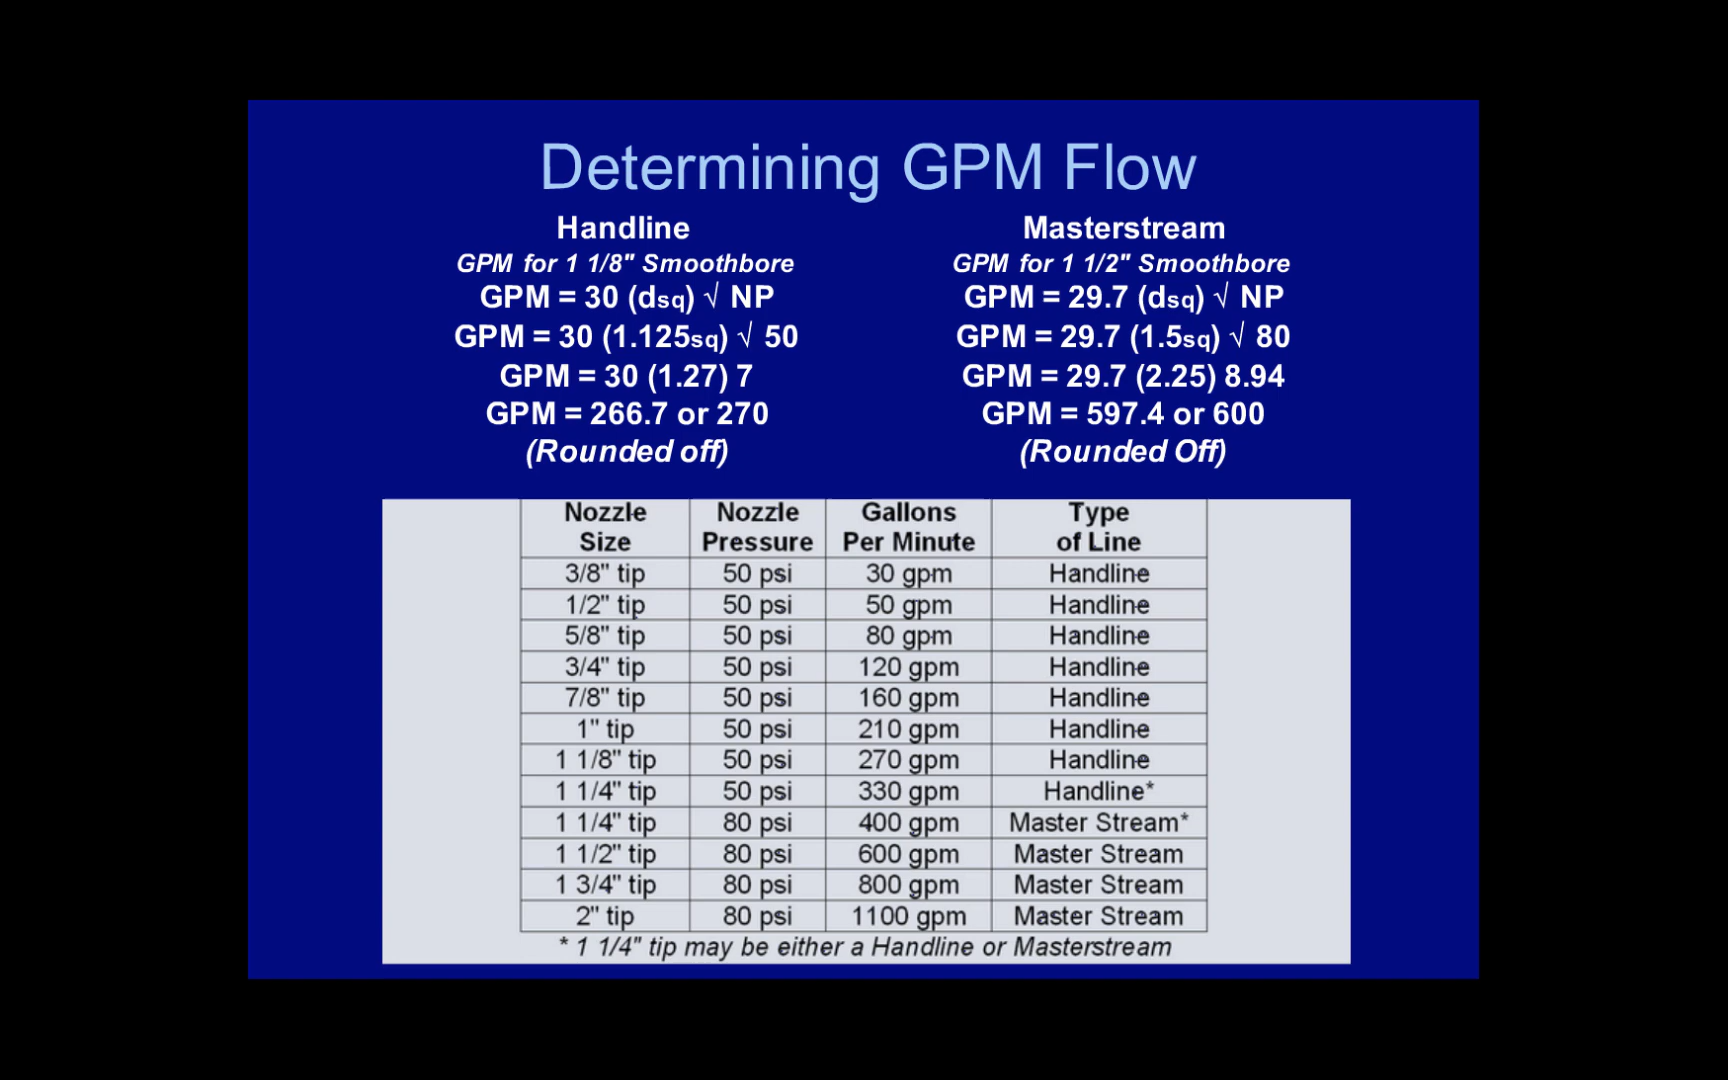 Determining GPM Flow
Handline
GPM for 1 1/8" Smoothbore
GPM = 30 (dsq) √ NP
GPM = 30 (1.125sq) √ 50
GPM = 30 (1.27) 7
GPM = 266.7 or 270
(Rounded off)
Masterstream
GPM for 1 1/2" Smoothbore
GPM = 29.7 (dsq) √ NP
GPM = 29.7 (1.5sq) √ 80
GPM = 29.7 (2.25) 8.94
GPM = 597.4 or 600
(Rounded Off)
Nozzle Size Nozzle Pressure Gallons Per Minute Type of Line
3/8" tip 50 psi 30 gpm Handline
1/2" tip 50 psi 50 gpm Handline
5/8" tip 50 psi 80 gpm Handline
3/4" tip 50 psi 120 gpm Handline
7/8" tip 50 psi 160 gpm Handline
1" tip 50 psi 210 gpm Handline
1 1/8" tip 50 psi 270 gpm Handline
1 1/4" tip 50 psi 330 gpm Handline*
1 1/4" tip 80 psi 400 gpm Master Stream*
1 1/2" tip 80 psi 600 gpm Master Stream
1 3/4" tip 80 psi 800 gpm Master Stream
2" tip 80 psi 1100 gpm Master Stream
* 1 1/4" tip may be either a Handline or Masterstream